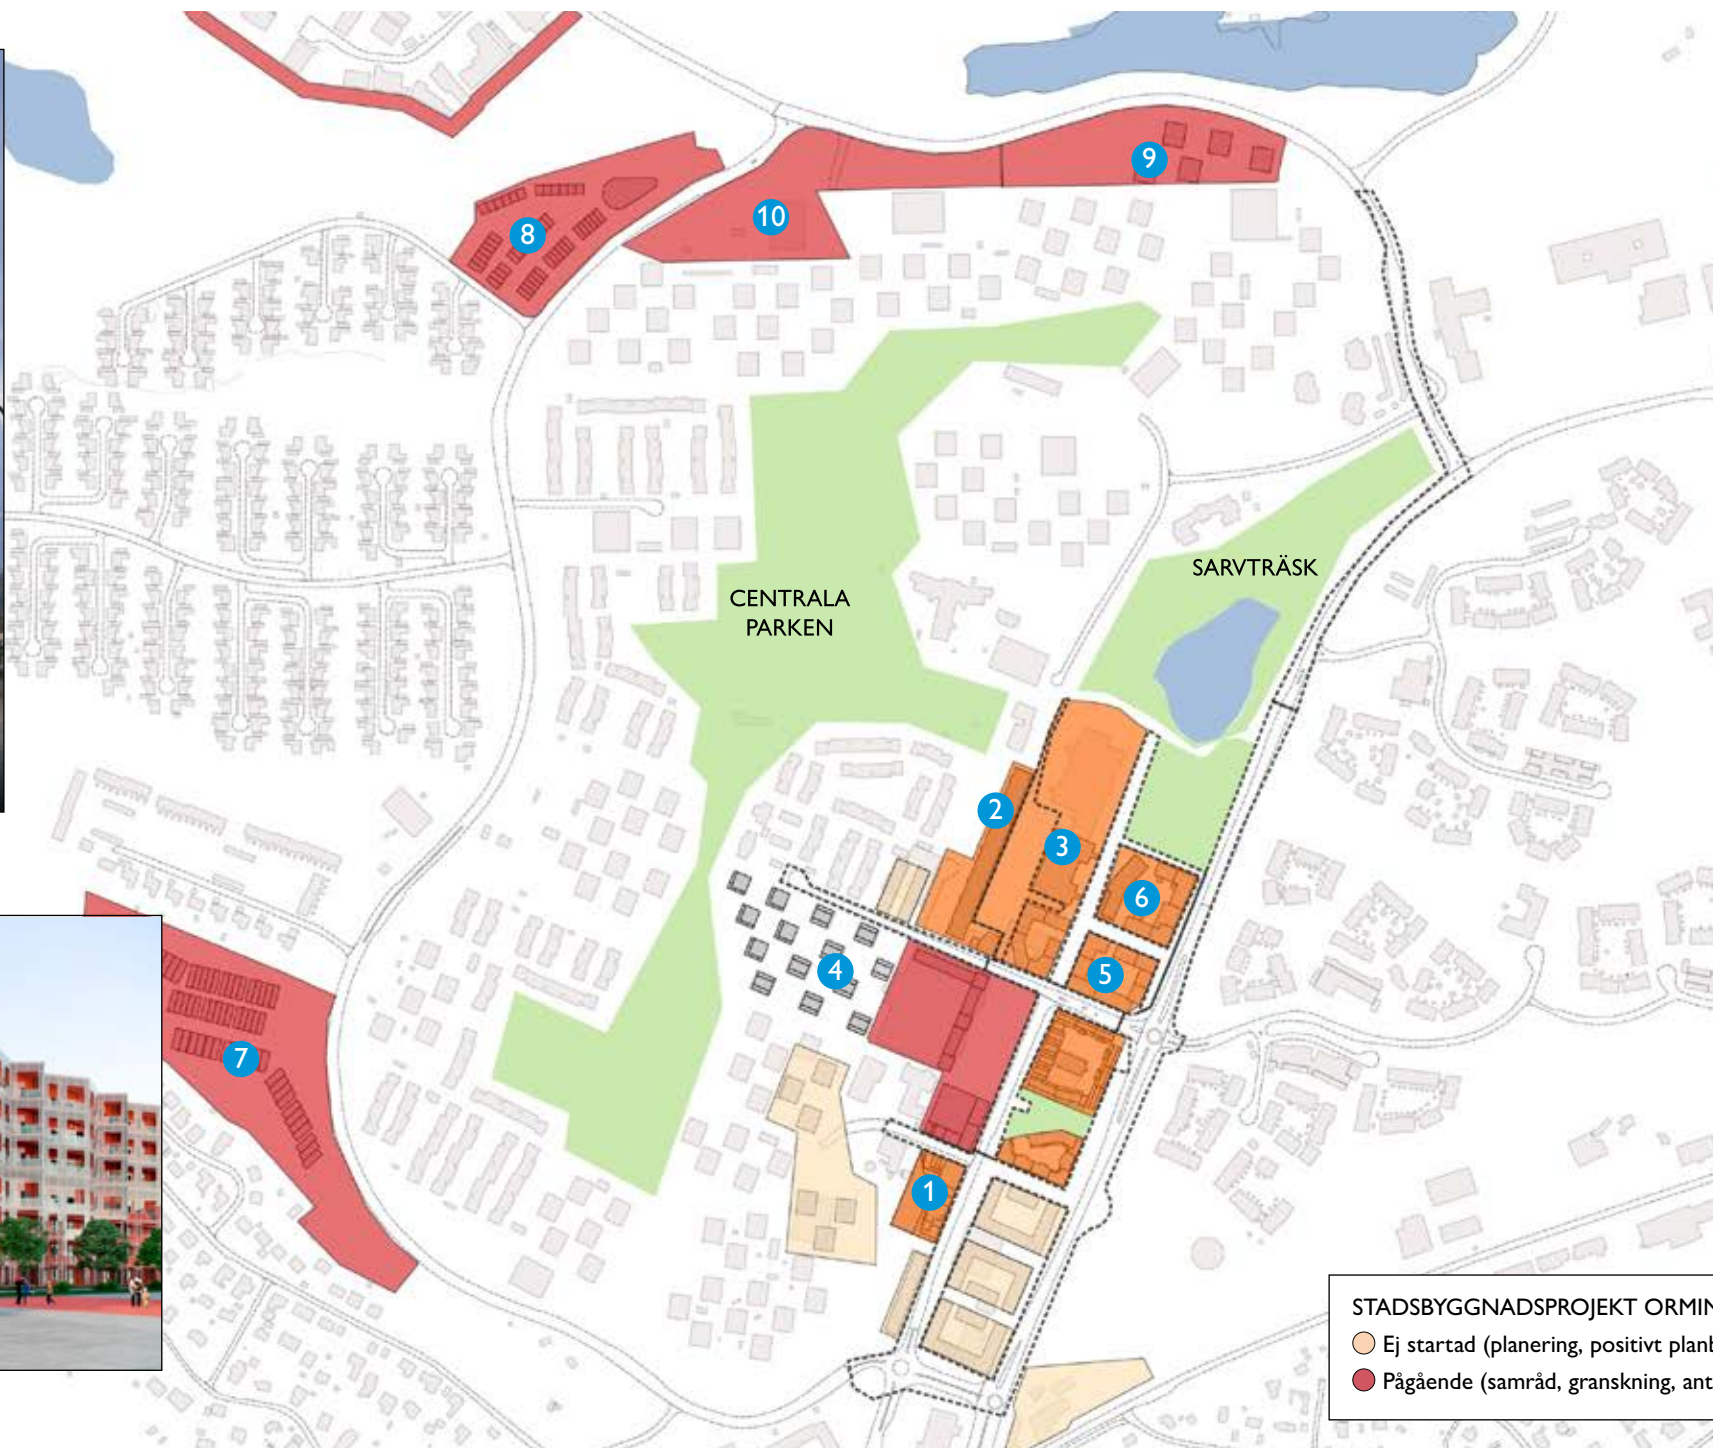 9
10
8
SARVTRÄSK
CENTRALA
PARKEN
2
3
6
4
5
7
1
STADSBYGGNADSPROJEKT ORMIN
Ej startad (planering, positivt planb
Pågående (samråd, granskning, ant